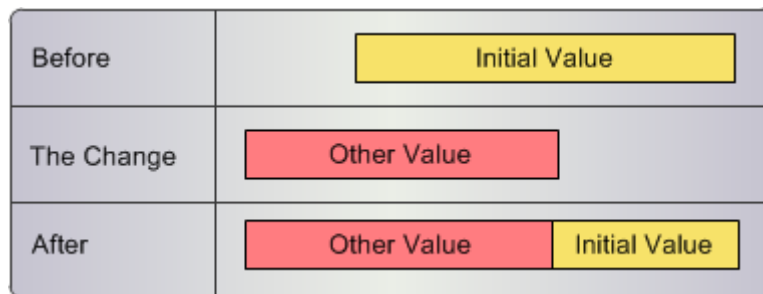 Before
Initial Value
The Change
Other Value
After
Other Value
Initial Value